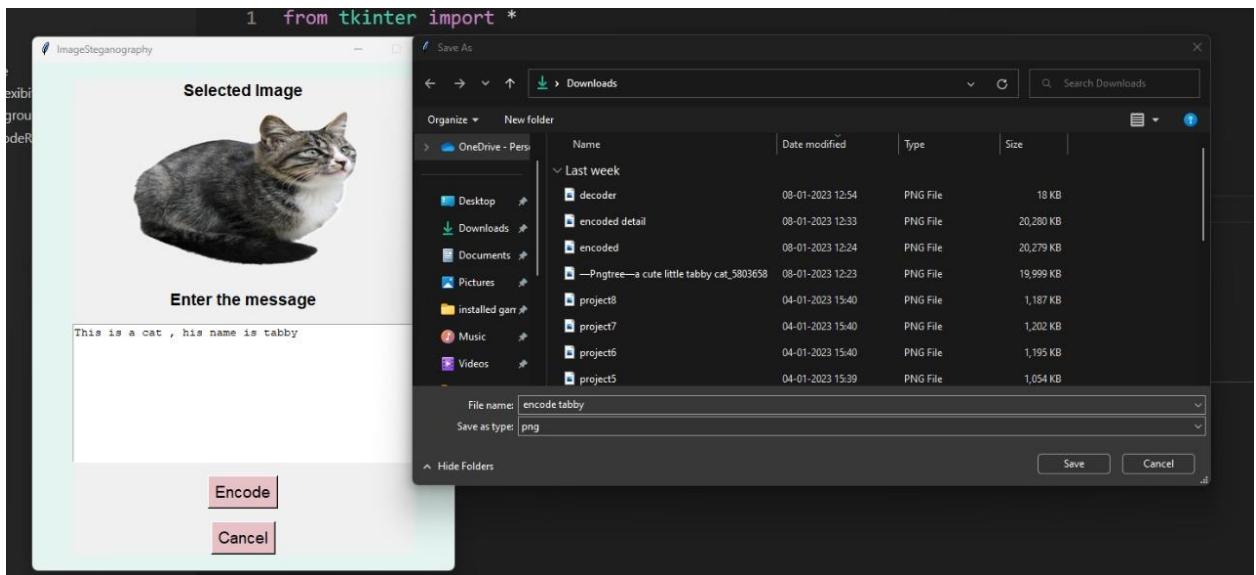 1 from tkinter import *
ImageSteganography
Selected Image
Enter the message
This is a cat , his name is tabby
Encode
Cancel
Save As
Downloads
Search Downloads
Organize New folder
OneDrive - Pers
Desktop
Downloads
Documents
Pictures
installed gam
Music
Videos
Name Date modified Type Size
Last week
decoder 08-01-2023 12:54 PNG File 18 KB
encoded detail 08-01-2023 12:33 PNG File 20,280 KB
encoded 08-01-2023 12:24 PNG File 20,279 KB
—Pngtree—a cute little tabby cat_5803658 08-01-2023 12:23 PNG File 19,999 KB
project8 04-01-2023 15:40 PNG File 1,187 KB
project7 04-01-2023 15:40 PNG File 1,202 KB
project6 04-01-2023 15:40 PNG File 1,195 KB
project5 04-01-2023 15:39 PNG File 1,054 KB
File name: encode tabby
Save as type: png
Hide Folders
Save Cancel